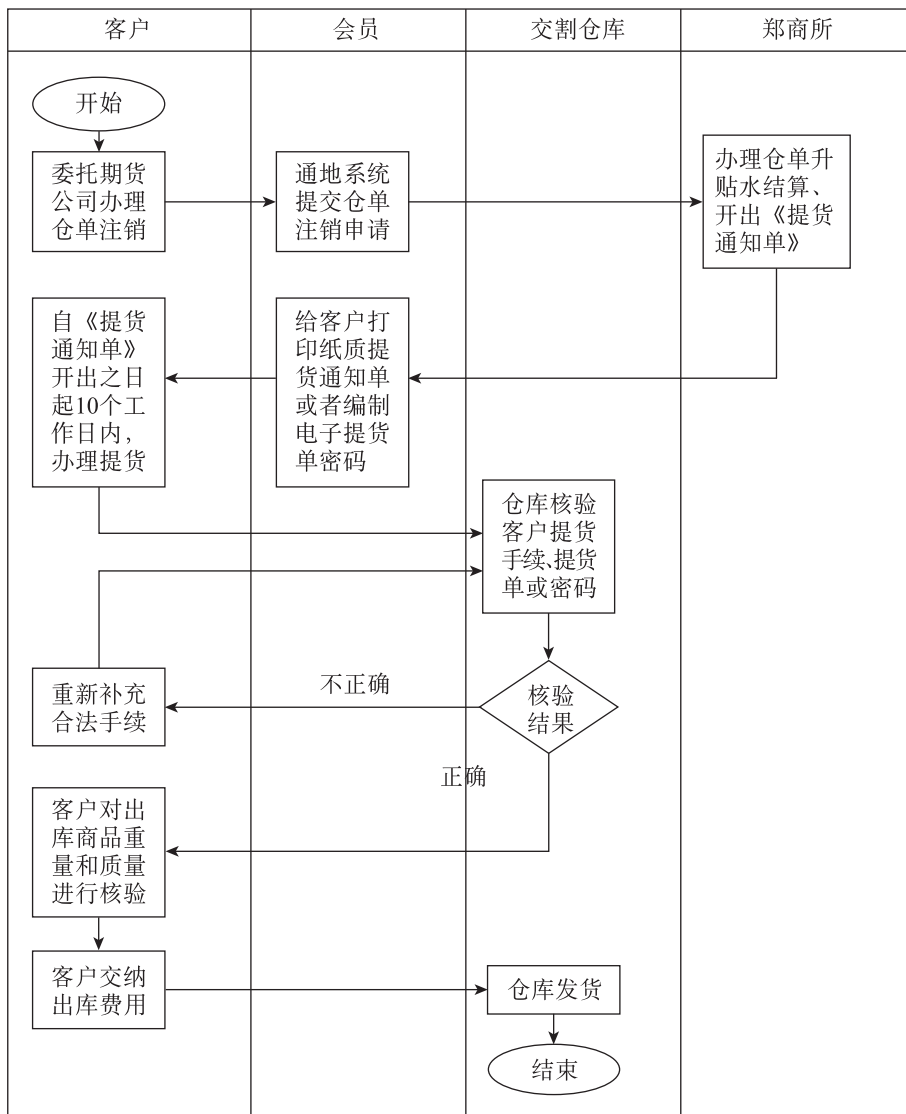 客户
会员
交割仓库
郑商所
开始
委托期货
公司办理
仓单注销
通地系统
提交仓单
注销申请
办理仓单升
贴水结算、
开出《提货
通知单》
自《提货
通知单》
开出之日
起10个工
作日内，
办理提货
给客户打
印纸质提
货通知单
或者编制
电子提货
单密码
仓库核验
客户提货
手续、提货
单或密码
重新补充
合法手续
不正确
核验
结果
正确
客户对出
库商品重
量和质量
进行核验
客户交纳
出库费用
仓库发货
结束